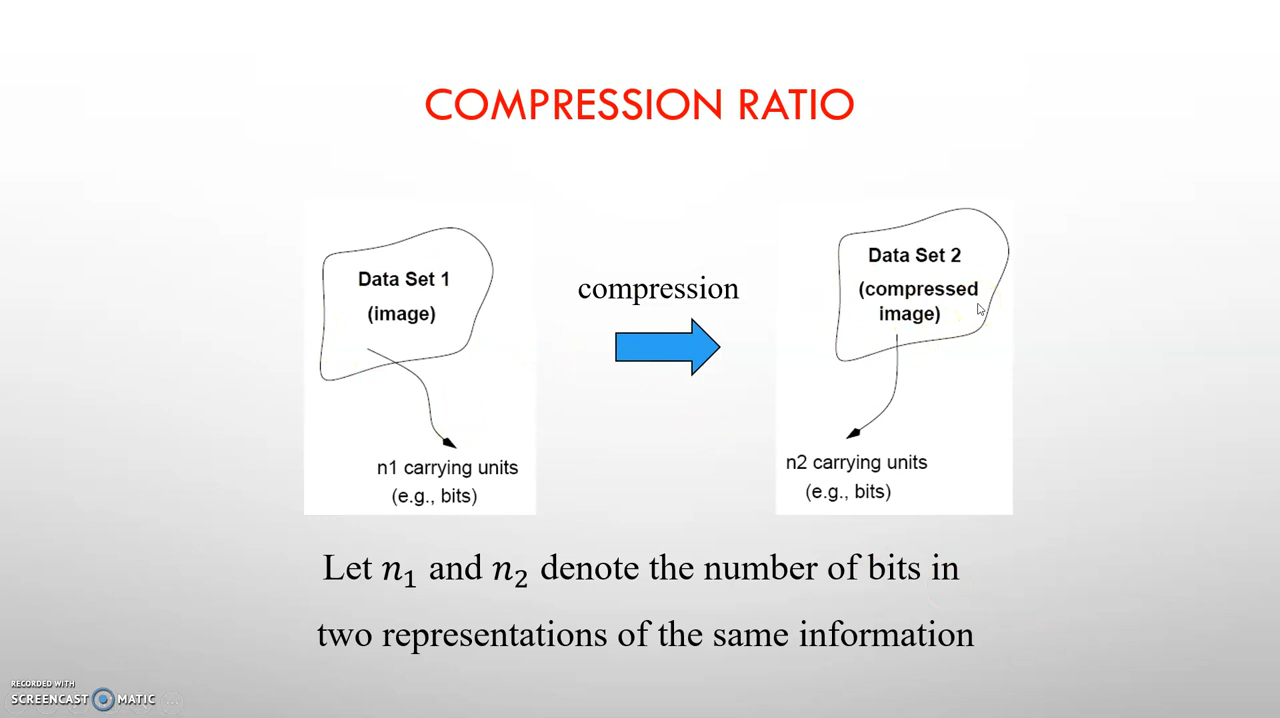 COMPRESSION RATIO
Data Set 1
(image)
n1 carrying units
(e.g., bits)
compression
Data Set 2
(compressed
image)
n2 carrying units
(e.g., bits)
Let n₁ and n₂ denote the number of bits in
two representations of the same information
RECORDED WITH
SCREENCAST MATIC